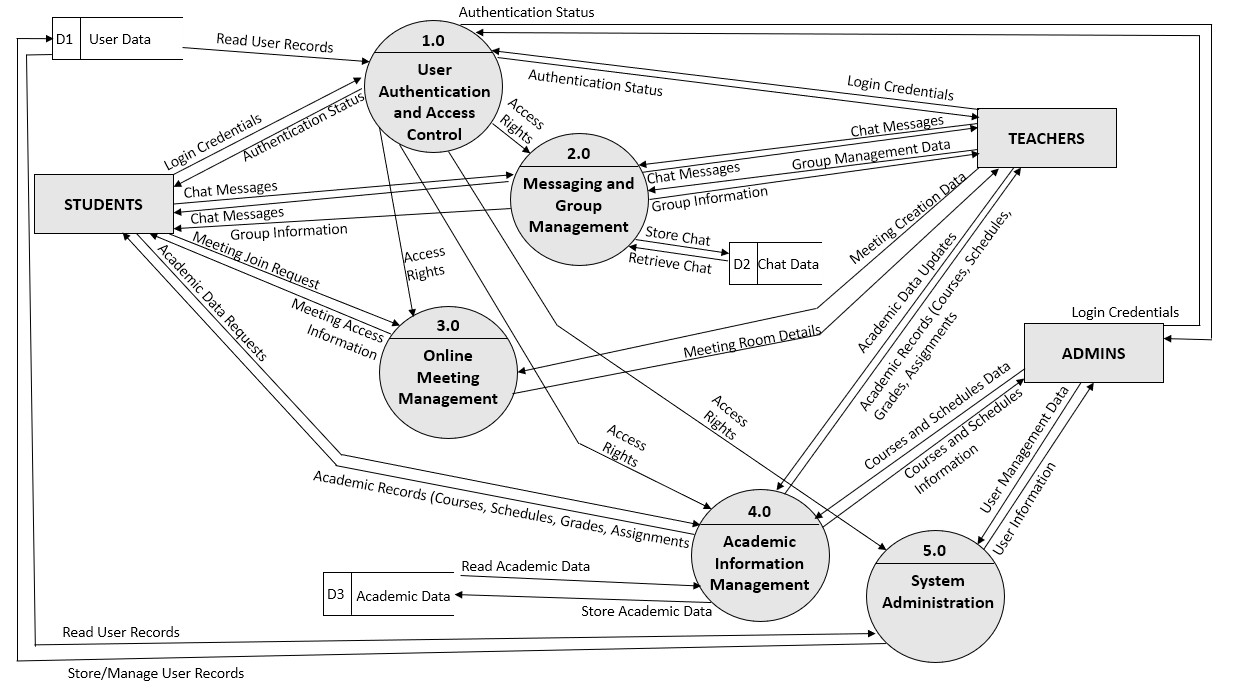 Authentication Status
D1 User Data
Read User Records
1.0
User
Authentication
and Access
Control
Authentication Status
Login Credentials
Login Credentials
Authentication Status
Access
Rights
TEACHERS
Chat Messages
Group Management Data
2.0
Messaging and
Group
Management
Chat Messages
Group Information
STUDENTS
Chat Messages
Chat Messages
Group Information
Store Chat
Retrieve Chat
D2 Chat Data
Meeting Creation Data
Meeting Join Request
Meeting Access
Information
Access
Rights
Academic Data Requests
Academic Data Updates
Academic Records (Courses, Schedules,
Grades, Assignments
3.0
Online
Meeting
Management
Meeting Room Details
Login Credentials
ADMINS
Access
Rights
Access
Rights
Courses and Schedules Data
Courses and Schedules
Information
User Management Data
User Information
Academic Records (Courses, Schedules, Grades, Assignments
4.0
Academic
Information
Management
5.0
System
Administration
D3 Academic Data
Read Academic Data
Store Academic Data
Read User Records
Store/Manage User Records